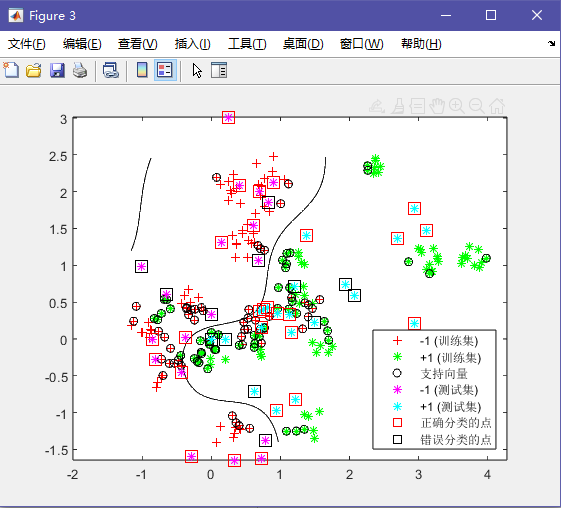 Figure 3
文件(F) 编辑(E) 查看(V) 插入(I) 工具(T) 桌面(D) 窗口(W) 帮助(H)
3
2.5
2
1.5
1
0.5
0
-0.5
-1
-1.5
-2 -1 0 1 2 3 4
-1 (训练集)
+1 (训练集)
支持向量
-1 (测试集)
+1 (测试集)
正确分类的点
错误分类的点